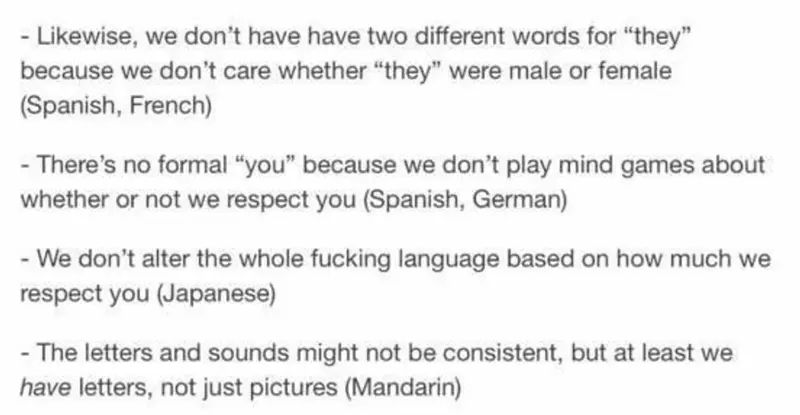 - Likewise, we don’t have have two different words for “they”
because we don’t care whether “they” were male or female
(Spanish, French)
- There’s no formal “you” because we don’t play mind games about
whether or not we respect you (Spanish, German)
- We don’t alter the whole fucking language based on how much we
respect you (Japanese)
- The letters and sounds might not be consistent, but at least we
have letters, not just pictures (Mandarin)